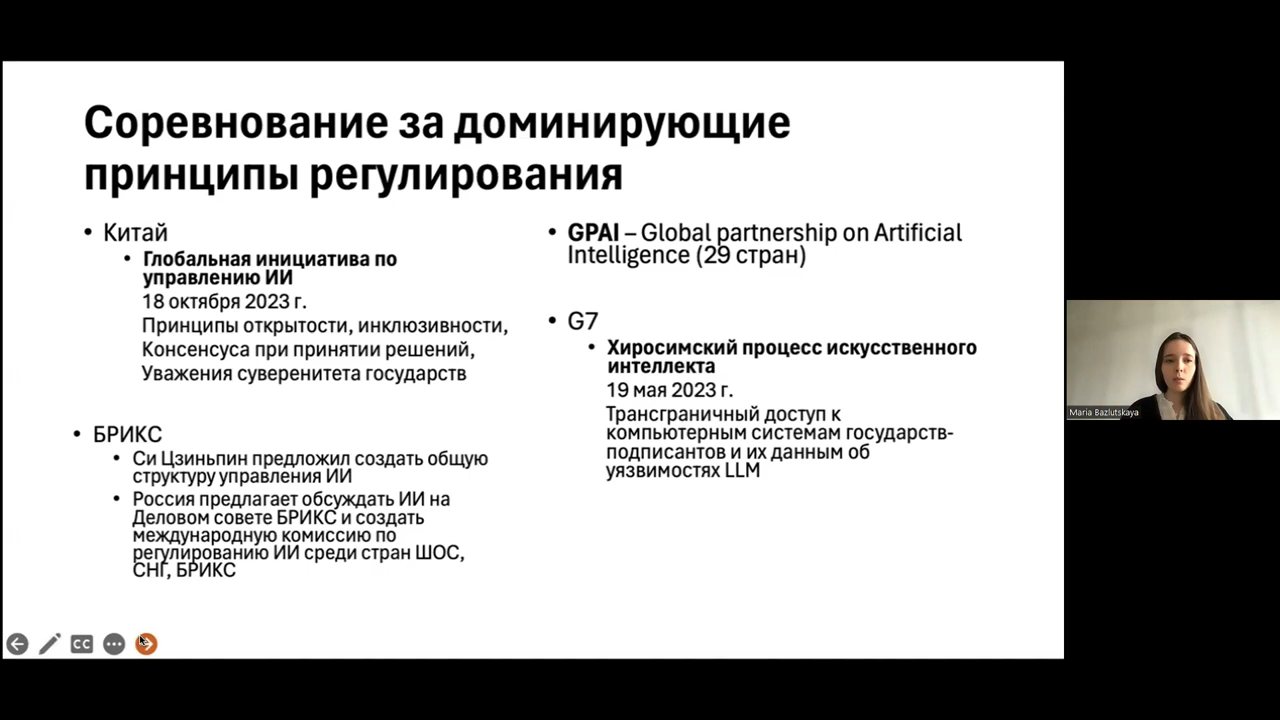 Соревнование за доминирующие
принципы регулирования
• Китай
• Глобальная инициатива по
управлению ИИ
18 октября 2023 г.
Принципы открытости, инклюзивности,
Консенсуса при принятии решений,
Уважения суверенитета государств
• БРИКС
• Си Цзиньпин предложил создать общую
структуру управления ИИ
• Россия предлагает обсуждать ИИ на
Деловом совете БРИКС и создать
международную комиссию по
регулированию ИИ среди стран ШОС,
СНГ, БРИКС
• GPAI – Global partnership on Artificial
Intelligence (29 стран)
• G7
• Хиросимский процесс искусственного
интеллекта
19 мая 2023 г.
Трансграничный доступ к
компьютерным системам государств-
подписантов и их данным об
уязвимостях LLM
CC
Maria Bazlutskaya